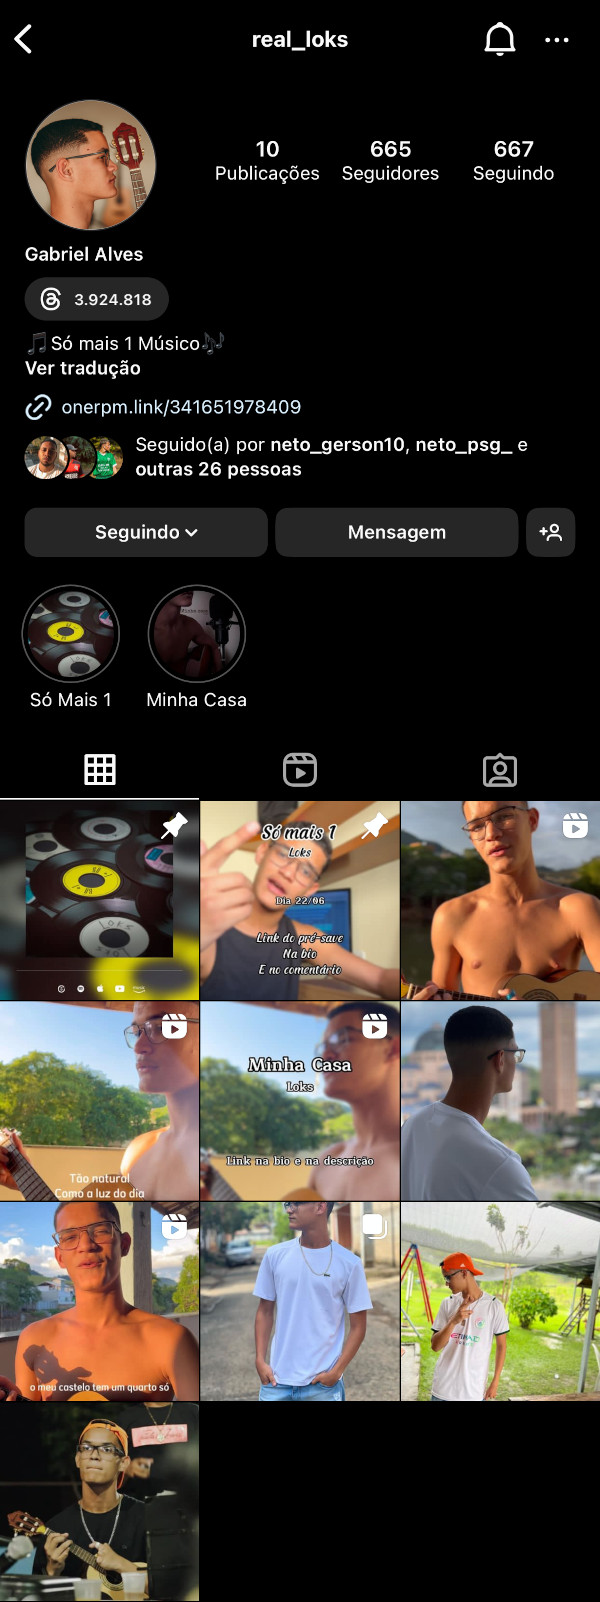 real_loks
10 665 667
Publicações Seguidores Seguindo
Gabriel Alves
3.924.818
🎵Só mais 1 Músico🎶
Ver tradução
onerpm.link/341651978409
Seguido(a) por neto_gerson10, neto_psg_ e
outras 26 pessoas
Seguindo Mensagem
Só Mais 1 Minha Casa
LOKS
Só mais 1
Loks
Dia 22/06
Link do pré-save
Na bio
E no comentário
Tão natural
Como a luz do dia
Minha Casa
Loks
Link na bio e na descrição
o meu castelo tem um quarto só
ETIHAD